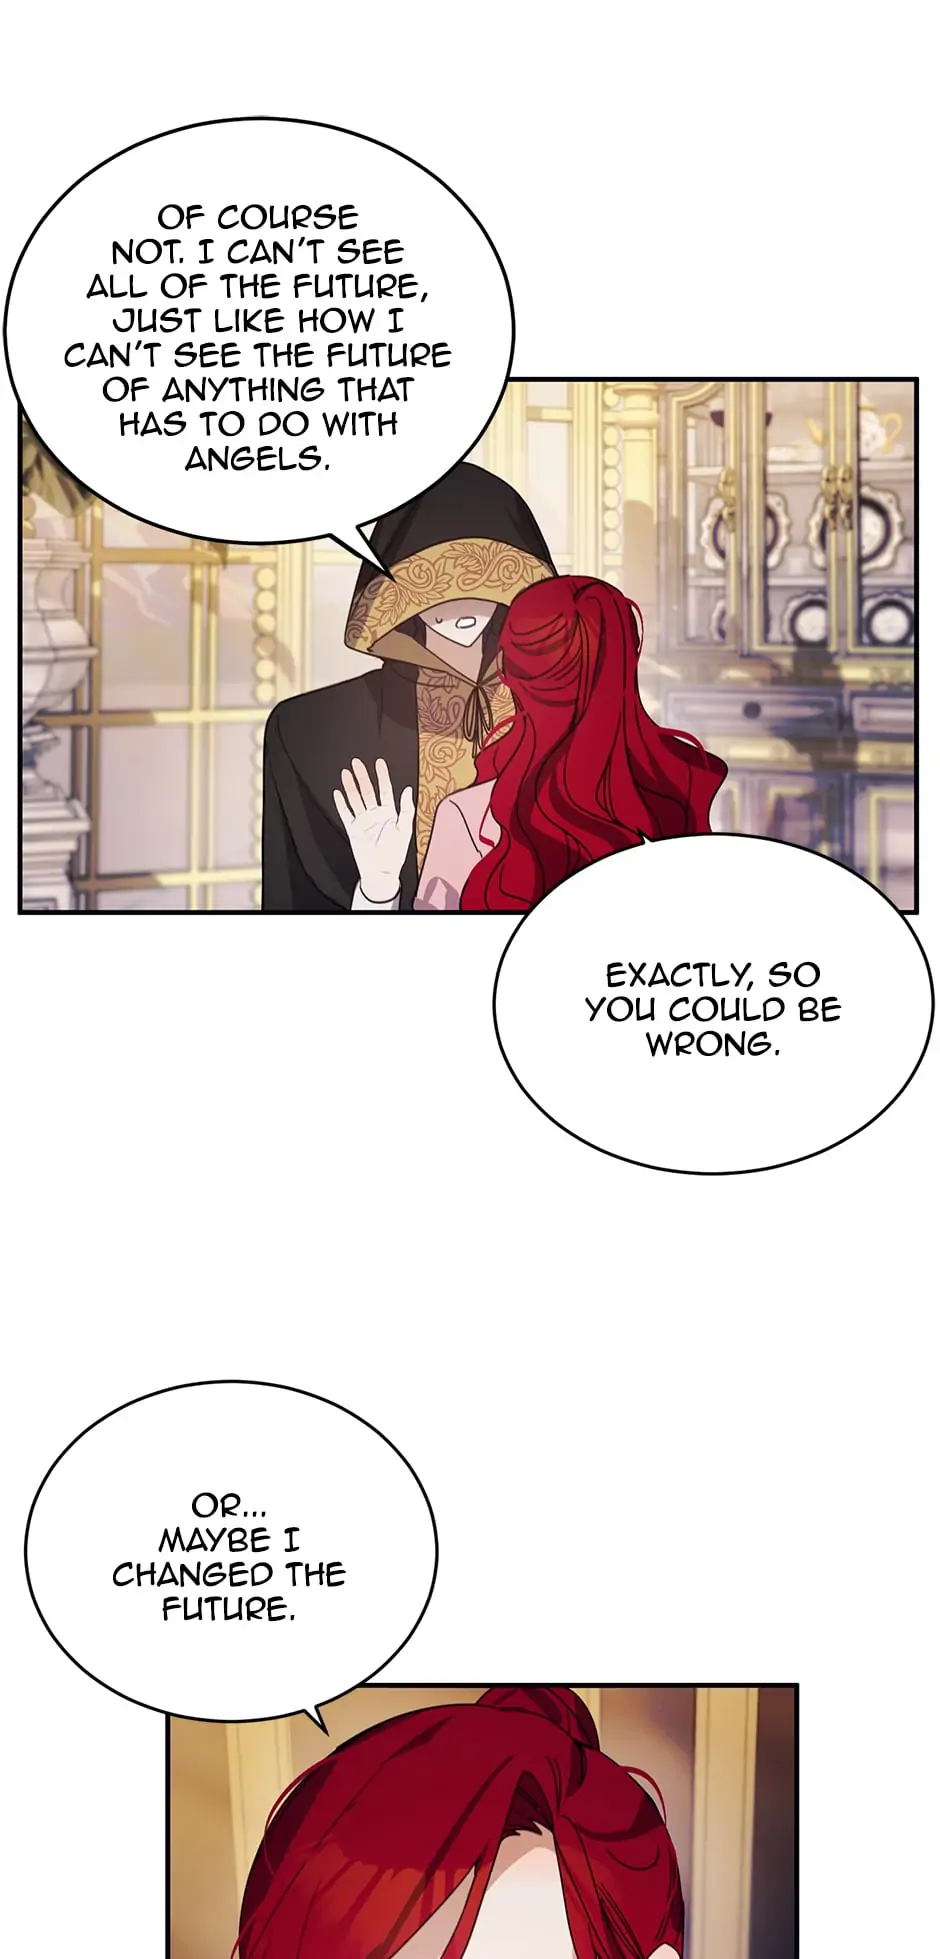 OF COURSE
NOT. I CAN'T SEE
ALL OF THE FUTURE,
JUST LIKE HOW I
CAN'T SEE THE FUTURE
OF ANYTHING THAT
HAS TO DO WITH
ANGELS.
EXACTLY, SO
YOU COULD BE
WRONG.
OR...
MAYBE I
CHANGED THE
FUTURE.